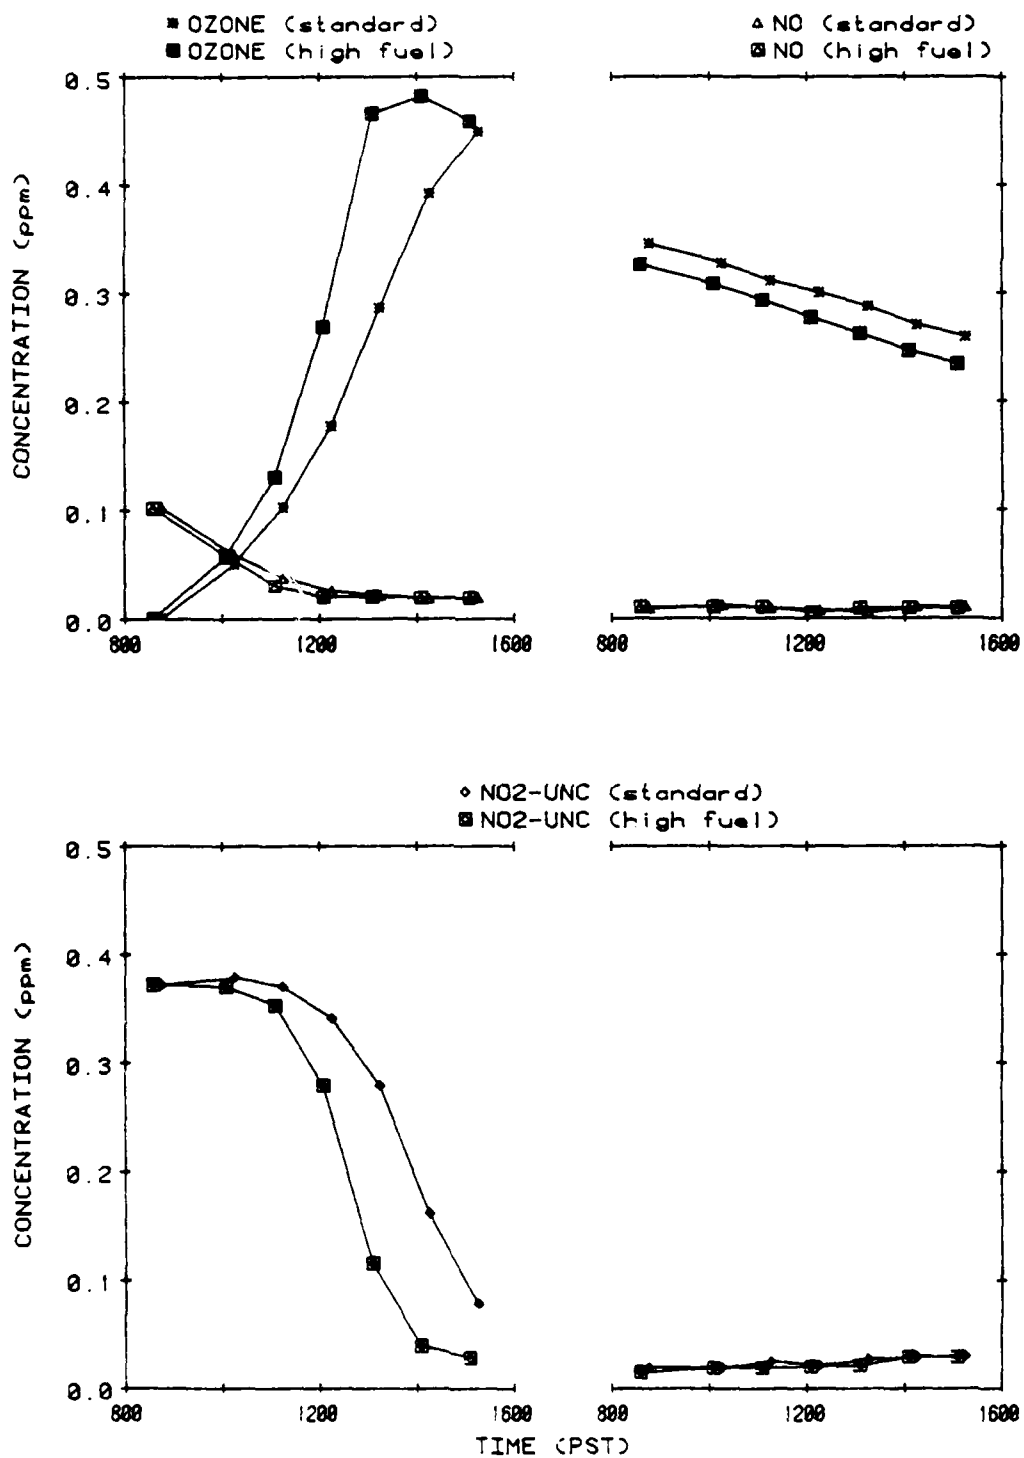 OZONE (standard)
OZONE (high fuel)
NO (standard)
NO (high fuel)
CONCENTRATION (ppm)
0.5
0.4
0.3
0.2
0.1
0.0
800 1200 1600
800 1200 1600
NO2-UNC (standard)
NO2-UNC (high fuel)
CONCENTRATION (ppm)
0.5
0.4
0.3
0.2
0.1
0.0
800 1200 1600
800 1200 1600
TIME (PST)